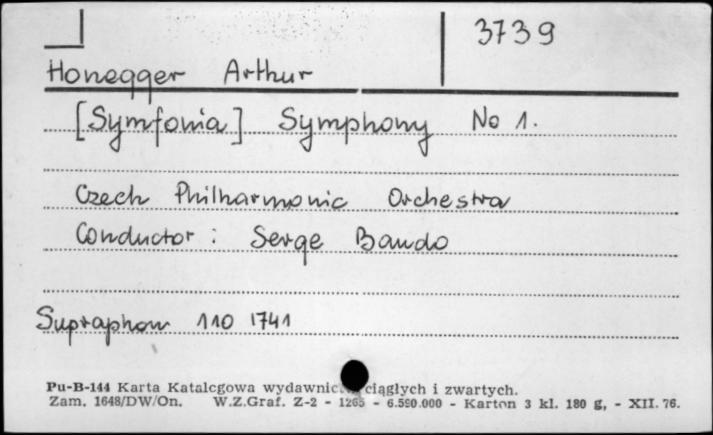 3739
Honegger Arthur
[Symfonia] Symphony No 1.
Czech Philharmonic Orchestra
Conductor: Serge Baudo
Supraphon 110 1741
Pu-B-144 Karta Katalogowa wydawnic ciągłych i zwartych.
Zam. 1648/DW/On. W.Z.Graf. Z-2 - 1265 - 6.590.000 - Karton 3 kl. 180 g, - XII. 76.